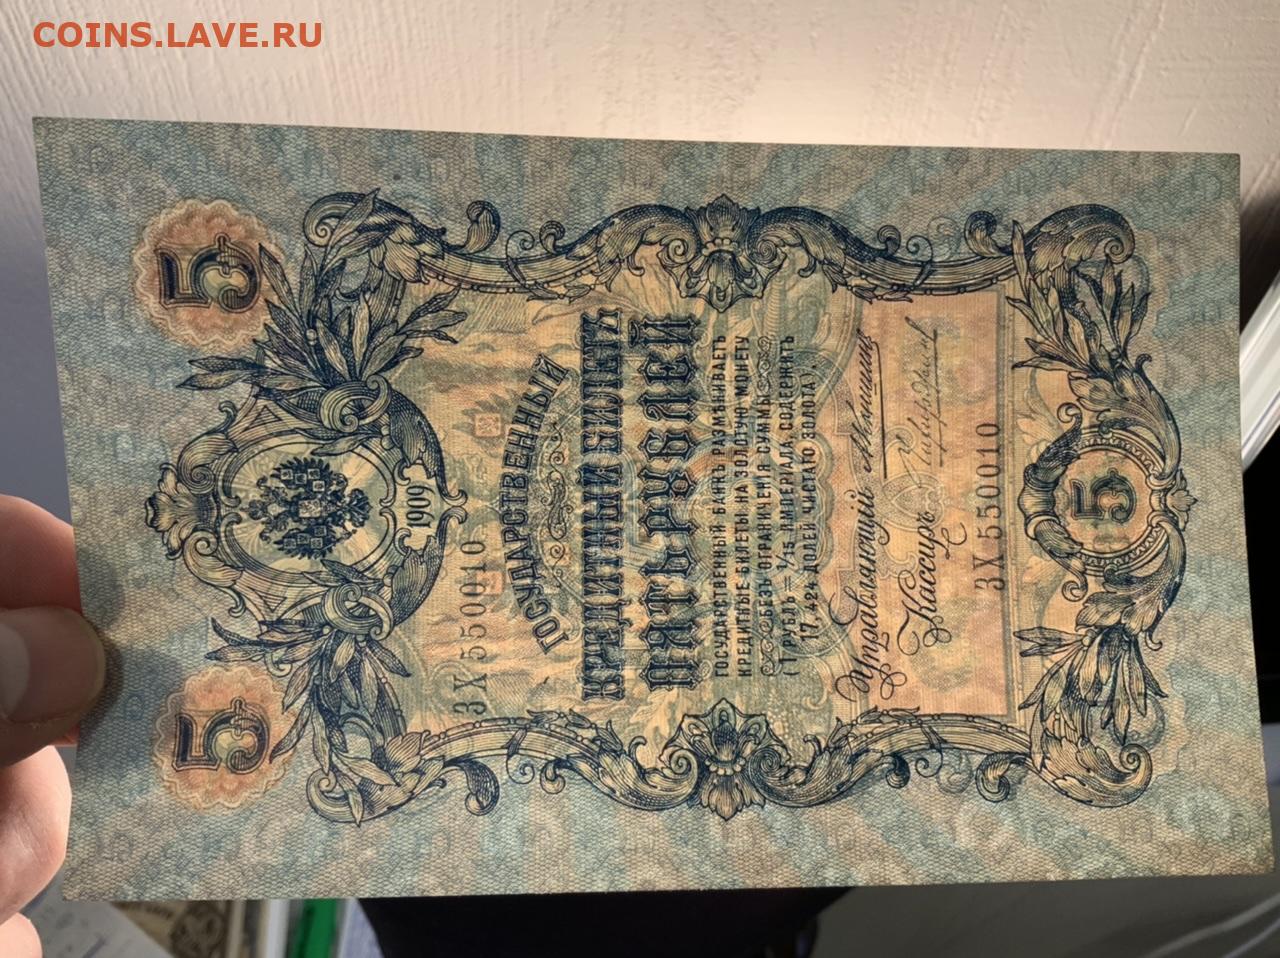 COINS.LAVE.RU
5 5
1909
ЗХ 550010
ГОСУДАРСТВЕННЫЙ
КРЕДИТНЫЙ БИЛЕТЪ
ПЯТЬ РУБЛЕЙ
ГОСУДАРСТВЕННЫЙ БАНКЪ РАЗМѢНИВАЕТЪ
КРЕДИТНЫЕ БИЛЕТЫ НА ЗОЛОТУЮ МОНЕТУ
БЕЗЪ ОГРАНИЧЕНІЯ СУММЫ
(1 РУБЛЬ = 1/15 ИМПЕРІАЛА, СОДЕРЖИТЪ
17,424 ДОЛЕЙ ЧИСТАГО ЗОЛОТА).
Управляющій
Кассиръ
ЗХ 550010
5